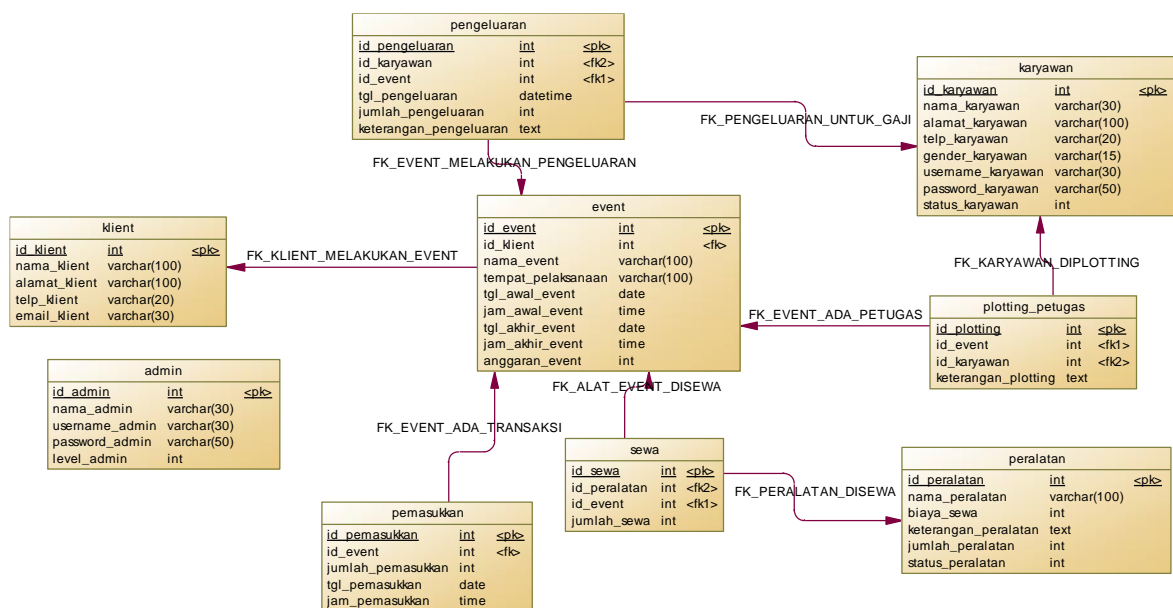 pengeluaran
id_pengeluaran int <pk>
id_karyawan int <fk2>
id_event int <fk1>
tgl_pengeluaran datetime
jumlah_pengeluaran int
keterangan_pengeluaran text
karyawan
id_karyawan int <pk>
nama_karyawan varchar(30)
alamat_karyawan varchar(100)
telp_karyawan varchar(20)
gender_karyawan varchar(15)
username_karyawan varchar(30)
password_karyawan varchar(50)
status_karyawan int
FK_PENGELUARAN_UNTUK_GAJI
FK_EVENT_MELAKUKAN_PENGELUARAN
klient
id_klient int <pk>
nama_klient varchar(100)
alamat_klient varchar(100)
telp_klient varchar(20)
email_klient varchar(30)
FK_KLIENT_MELAKUKAN_EVENT
event
id_event int <pk>
id_klient int <fk>
nama_event varchar(100)
tempat_pelaksanaan varchar(100)
tgl_awal_event date
jam_awal_event time
tgl_akhir_event date
jam_akhir_event time
anggaran_event int
FK_KARYAWAN_DIPLOTTING
FK_EVENT_ADA_PETUGAS
plotting_petugas
id_plotting int <pk>
id_event int <fk1>
id_karyawan int <fk2>
keterangan_plotting text
admin
id_admin int <pk>
nama_admin varchar(30)
username_admin varchar(30)
password_admin varchar(50)
level_admin int
FK_ALAT_EVENT_DISEWA
FK_EVENT_ADA_TRANSAKSI
sewa
id_sewa int <pk>
id_peralatan int <fk2>
id_event int <fk1>
jumlah_sewa int
FK_PERALATAN_DISEWA
peralatan
id_peralatan int <pk>
nama_peralatan varchar(100)
biaya_sewa int
keterangan_peralatan text
jumlah_peralatan int
status_peralatan int
pemasukkan
id_pemasukkan int <pk>
id_event int <fk>
jumlah_pemasukkan int
tgl_pemasukkan date
jam_pemasukkan time